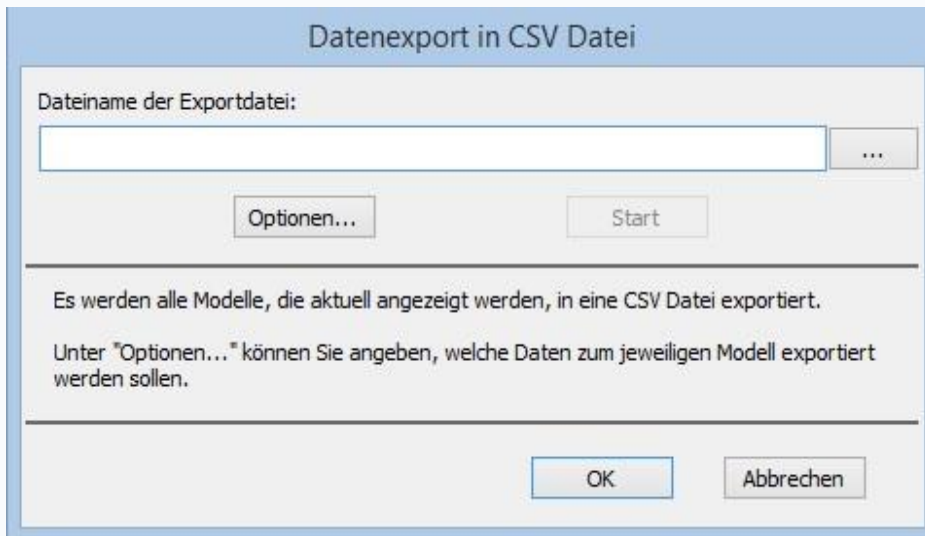 Datenexport in CSV Datei
Dateiname der Exportdatei:
...
Optionen...
Start
Es werden alle Modelle, die aktuell angezeigt werden, in eine CSV Datei exportiert.
Unter "Optionen..." können Sie angeben, welche Daten zum jeweiligen Modell exportiert
werden sollen.
OK
Abbrechen